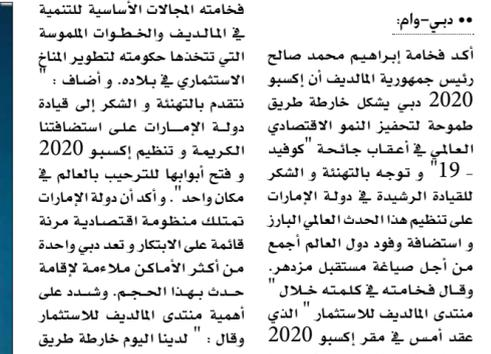 •• دبي-وام:
أكد فخامة إبراهيم محمد صالح
رئيس جمهورية المالديف أن إكسبو
2020 دبي يشكل خارطة طريق
طموحة لتحفيز النمو الاقتصادي
العالمي في أعقاب جائحة "كوفيد
- 19" و توجه بالتهنئة و الشكر
للقيادة الرشيدة في دولة الإمارات
على تنظيم هذا الحدث العالمي البارز
و استضافة وفود دول العالم أجمع
من أجل صياغة مستقبل مزدهر.
وقال فخامته في كلمته خلال "
منتدى المالديف للاستثمار " الذي
عقد أمس في مقر إكسبو 2020
فخامته المجالات الأساسية للتنمية
في المالديف والخطوات الملموسة
التي تتخذها حكومته لتطوير المناخ
الاستثماري في بلاده. و أضاف : "
نتقدم بالتهنئة و الشكر إلى قيادة
دولة الإمارات على استضافتنا
الكريمة و تنظيم إكسبو 2020
و فتح أبوابها للترحيب بالعالم في
مكان واحد". و أكد أن دولة الإمارات
تمتلك منظومة اقتصادية مرنة
قائمة على الابتكار و تعد دبي واحدة
من أكثر الأماكن ملاءمة لإقامة
حدث بهذا الحجم. وشدد على
أهمية منتدى المالديف للاستثمار
وقال : " لدينا اليوم خارطة طريق